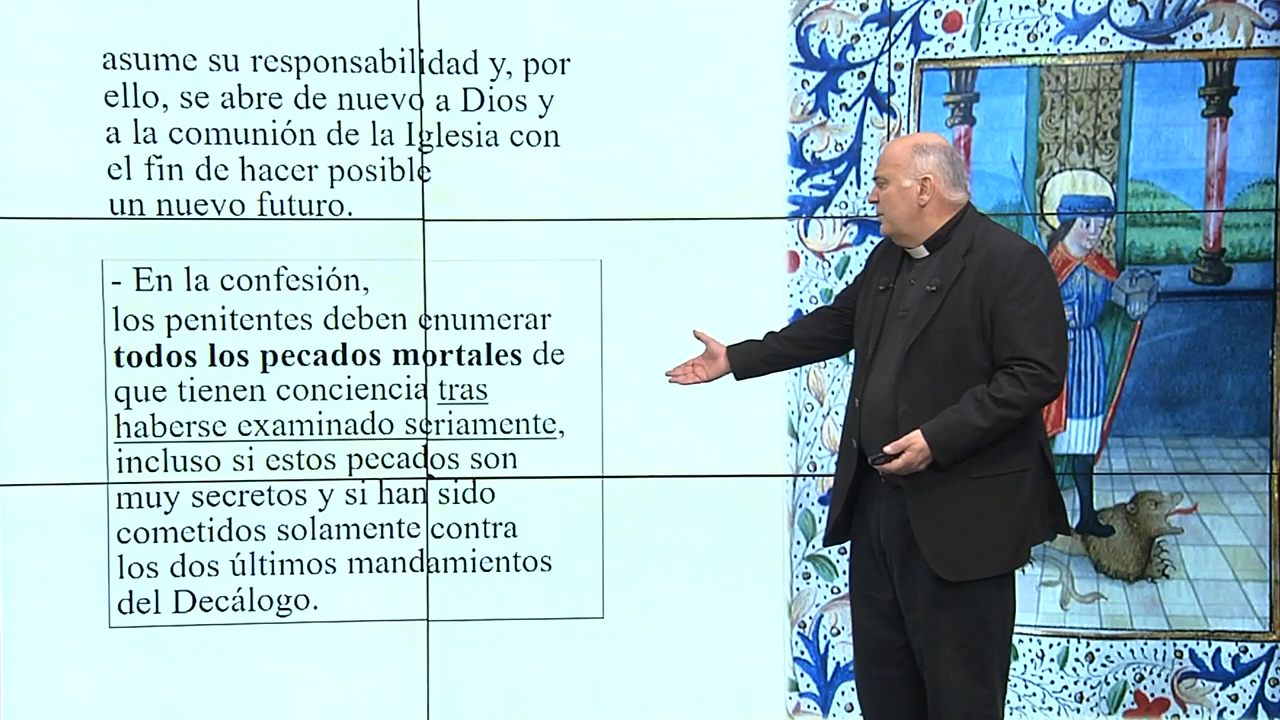 asume su responsabilidad y, por
ello, se abre de nuevo a Dios y
a la comunión de la Iglesia con
el fin de hacer posible
un nuevo futuro.
- En la confesión,
los penitentes deben enumerar
todos los pecados mortales de
que tienen conciencia tras
haberse examinado seriamente,
incluso si estos pecados son
muy secretos y si han sido
cometidos solamente contra
los dos últimos mandamientos
del Decálogo.